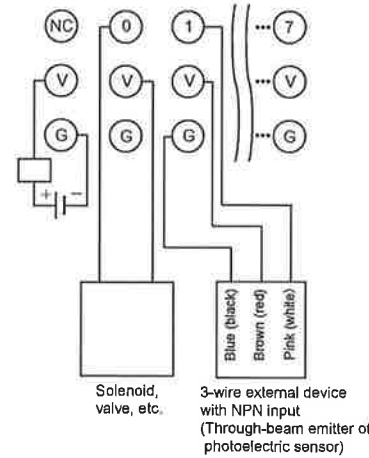 NC 0 1 ••• 7
V V V ••• V
G G G ••• G
+ −
Blue (black)
Brown (red)
Pink (white)
Solenoid,
valve, etc.
3-wire external device
with NPN input
(Through-beam emitter of
photoelectric sensor)